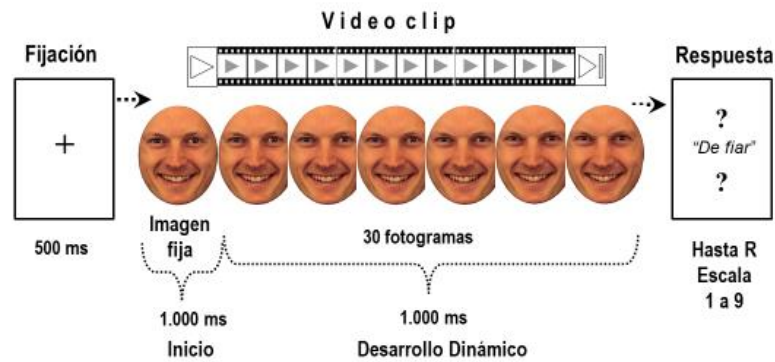 Video clip
Fijación
Respuesta
+
?
"De fiar"
?
Imagen
fija
30 fotogramas
500 ms
Hasta R
Escala
1 a 9
1.000 ms
1.000 ms
Inicio
Desarrollo Dinámico